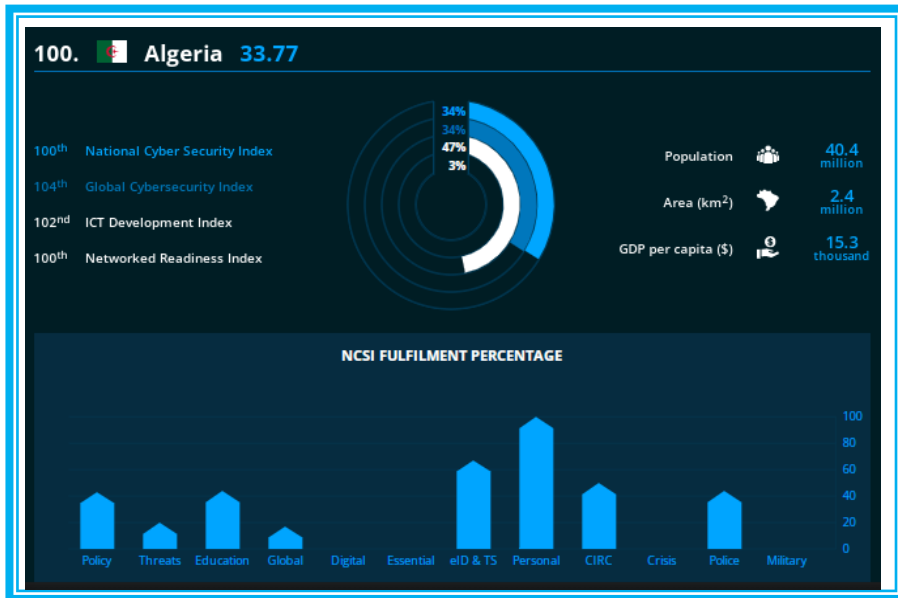 100. Algeria 33.77
34%
34%
47%
3%
100th National Cyber Security Index
104th Global Cybersecurity Index
102nd ICT Development Index
100th Networked Readiness Index
Population 40.4 million
Area (km²) 2.4 million
GDP per capita ($) 15.3 thousand
NCSI FULFILMENT PERCENTAGE
100
80
60
40
20
0
Policy Threats Education Global Digital Essential eID & TS Personal CIRC Crisis Police Military